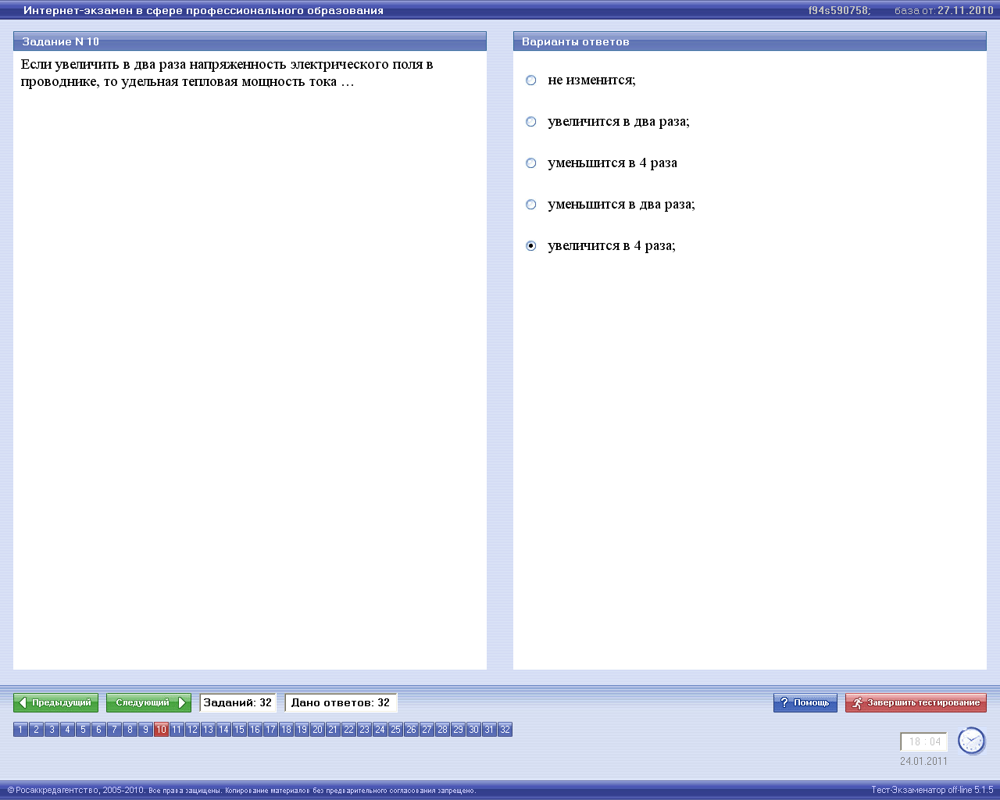 Интернет-экзамен в сфере профессионального образования
f94s590758; база от: 27.11.2010
Задание N 10
Если увеличить в два раза напряженность электрического поля в
проводнике, то удельная тепловая мощность тока …
Варианты ответов
не изменится;
увеличится в два раза;
уменьшится в 4 раза
уменьшится в два раза;
увеличится в 4 раза;
Предыдущий Следующий Заданий: 32 Дано ответов: 32 ? Помощь Завершить тестирование
1 2 3 4 5 6 7 8 9 10 11 12 13 14 15 16 17 18 19 20 21 22 23 24 25 26 27 28 29 30 31 32
18 : 04
24.01.2011
© Росаккредагентство, 2005-2010. Все права защищены. Копирование материалов без предварительного согласования запрещено.
Тест-Экзаменатор off-line 5.1.5